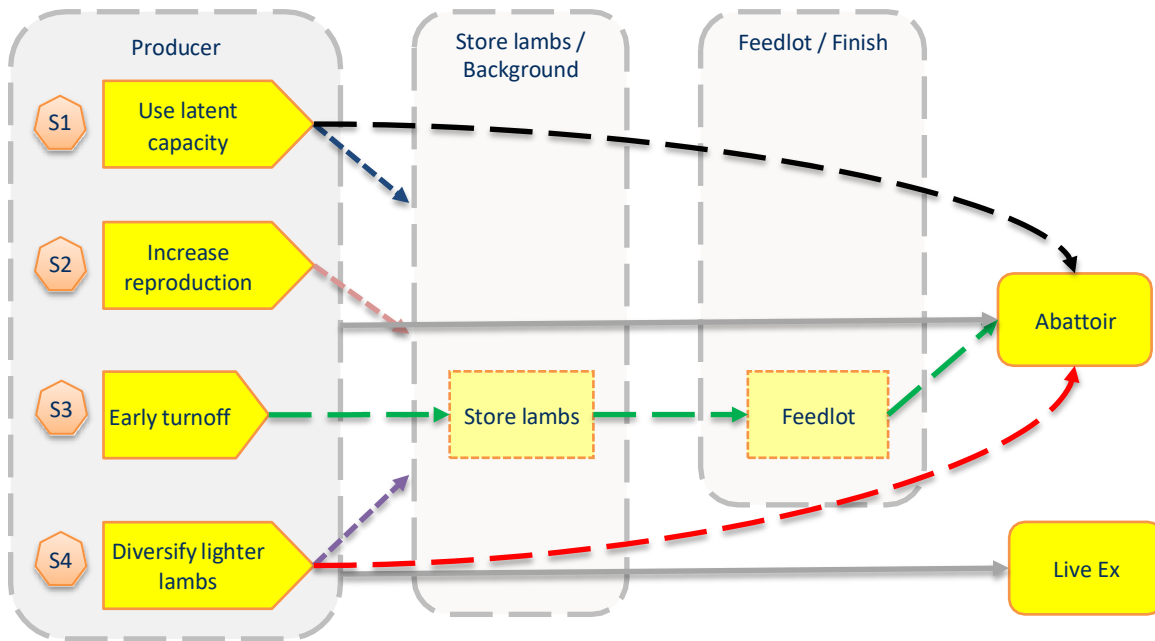 Producer
Store lambs /
Background
Feedlot / Finish
S1
Use latent
capacity
S2
Increase
reproduction
Abattoir
S3
Early turnoff
Store lambs
Feedlot
S4
Diversify lighter
lambs
Live Ex